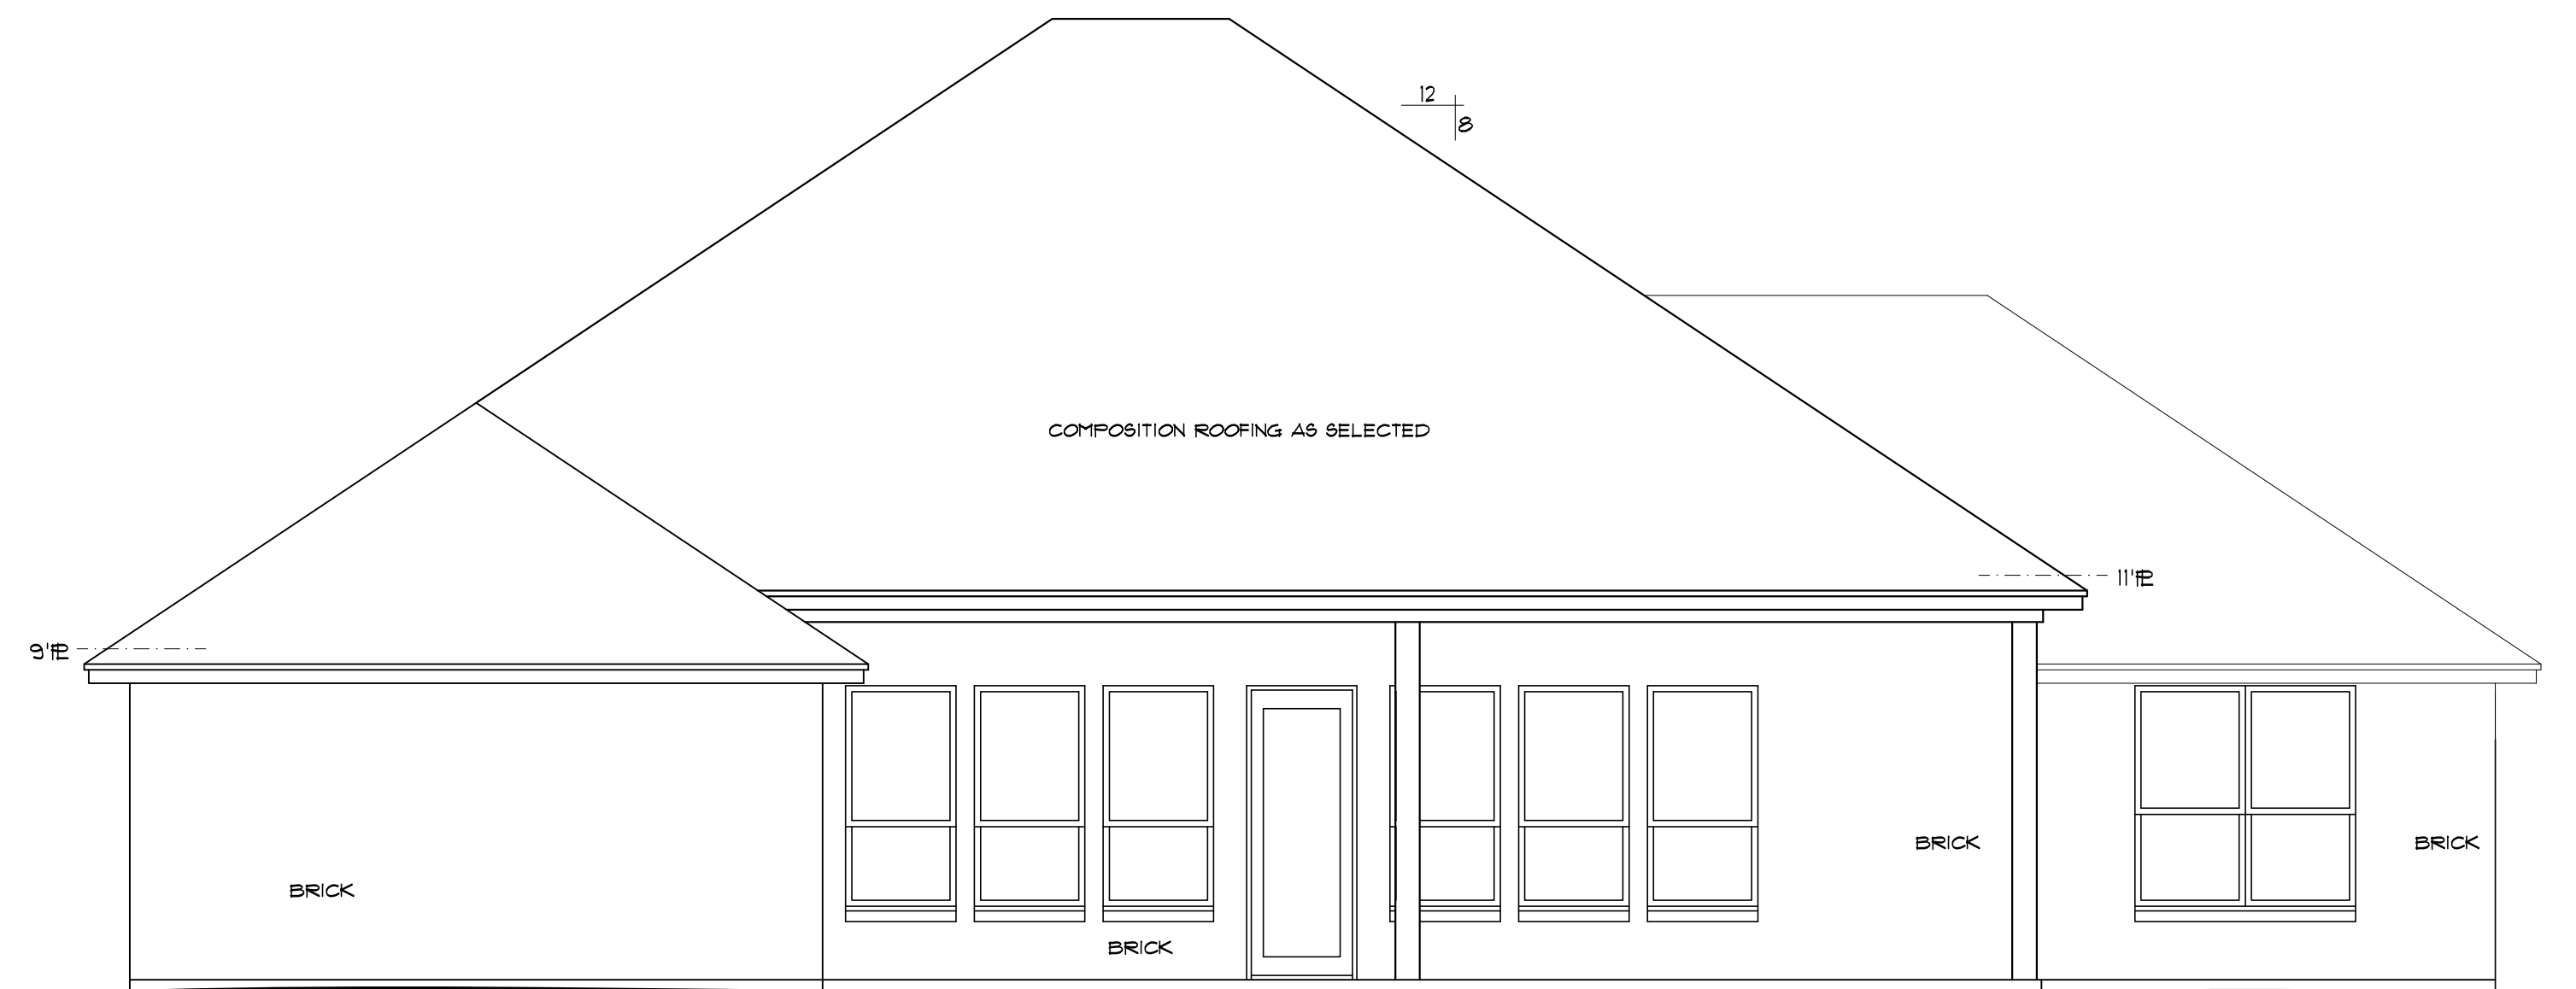 12
8
COMPOSITION ROOFING AS SELECTED
11'PL
9'PL
BRICK
BRICK
BRICK
BRICK